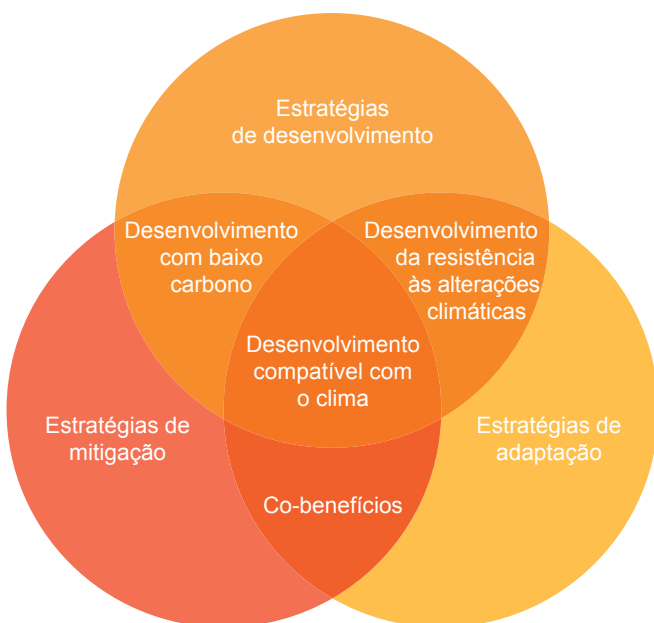 Estratégias
de desenvolvimento
Desenvolvimento
com baixo
carbono
Desenvolvimento
da resistência
às alterações
climáticas
Desenvolvimento
compatível com
o clima
Estratégias de
mitigação
Estratégias de
adaptação
Co-benefícios